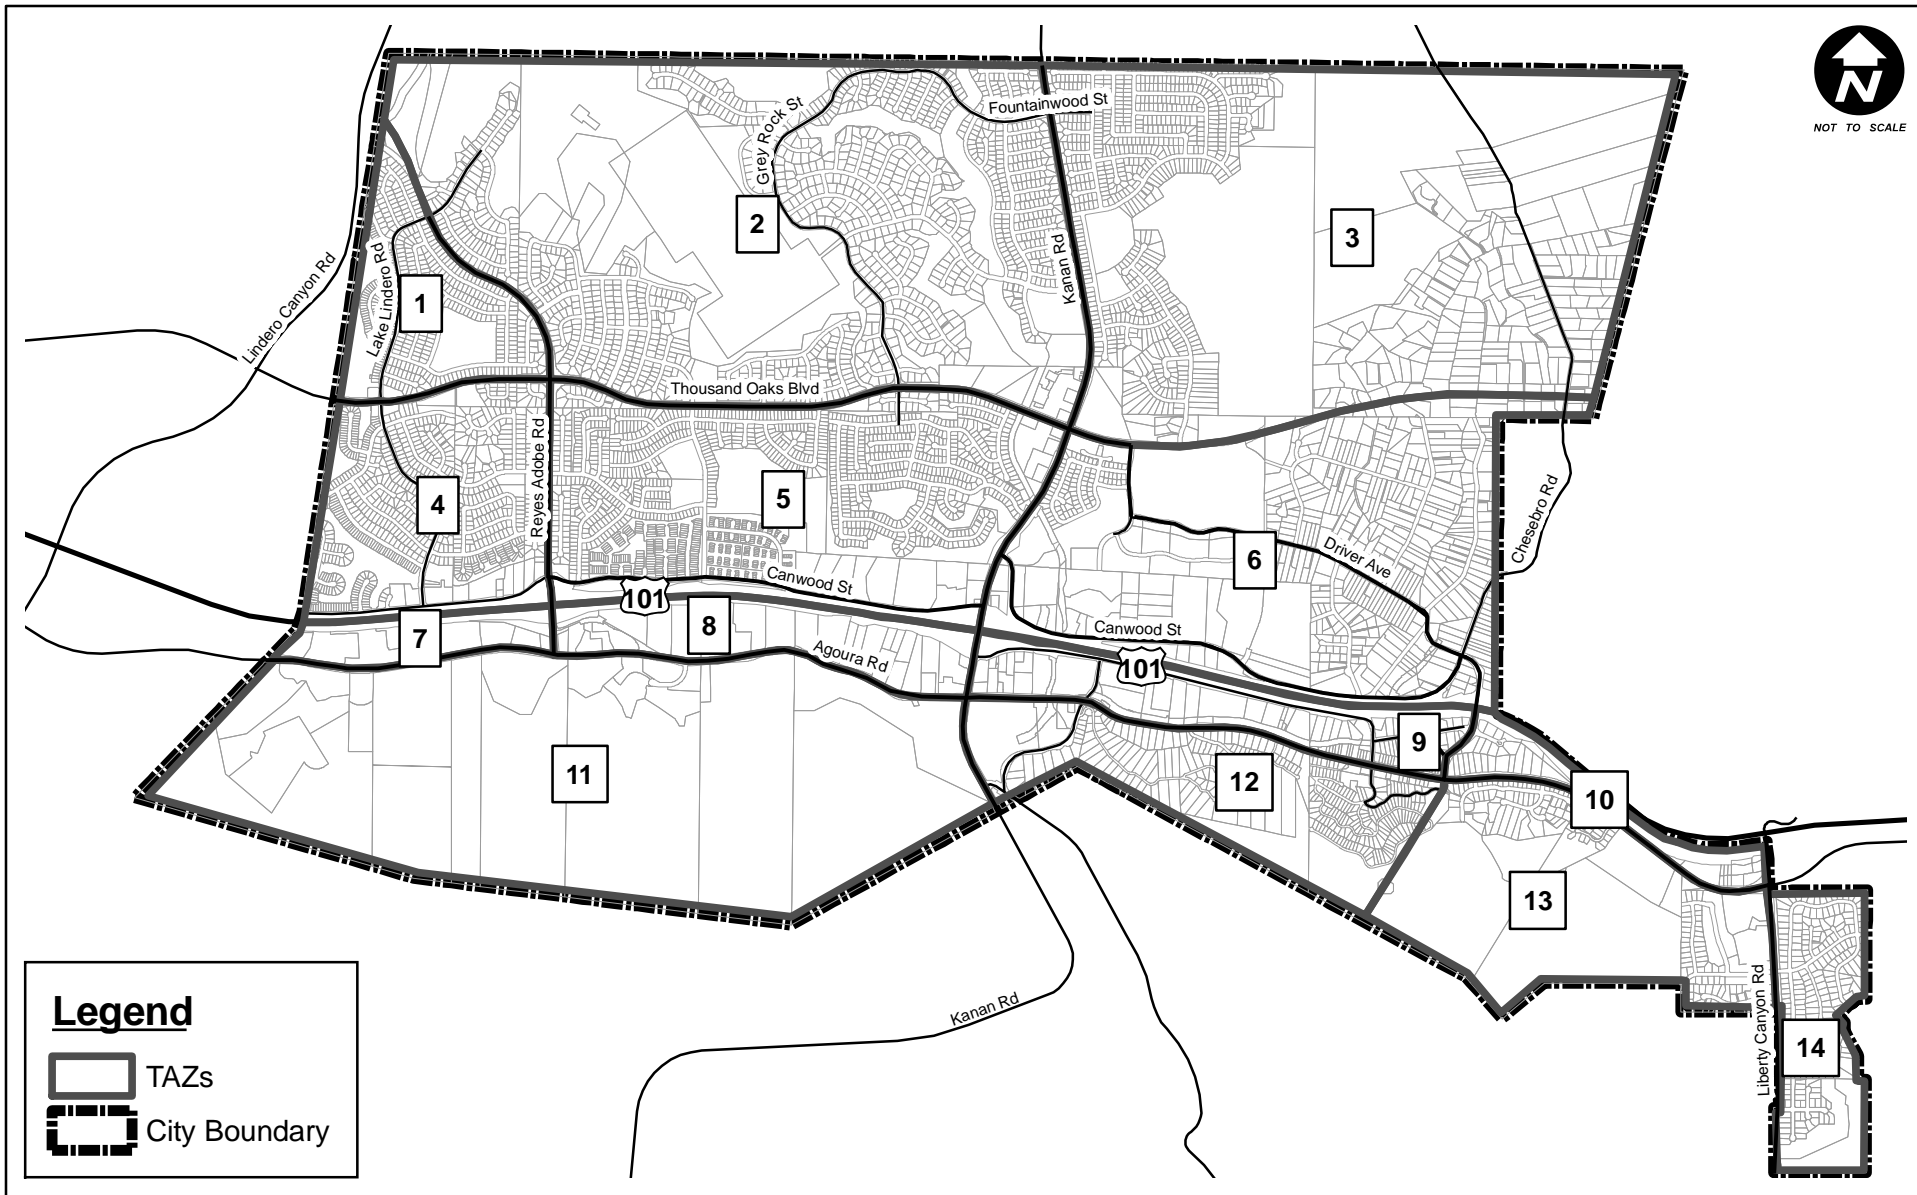 N
NOT TO SCALE
Fountainwood St
Grey Rock St
2
3
Kanan Rd
Lindero Canyon Rd
Lake Lindero Rd
1
Thousand Oaks Blvd
Reyes Adobe Rd
4
5
Chesebro Rd
6
Driver Ave
Canwood St
101
7
8
Canwood St
Agoura Rd
101
9
11
12
10
13
Kanan Rd
Liberty Canyon Rd
14
Legend
TAZs
City Boundary